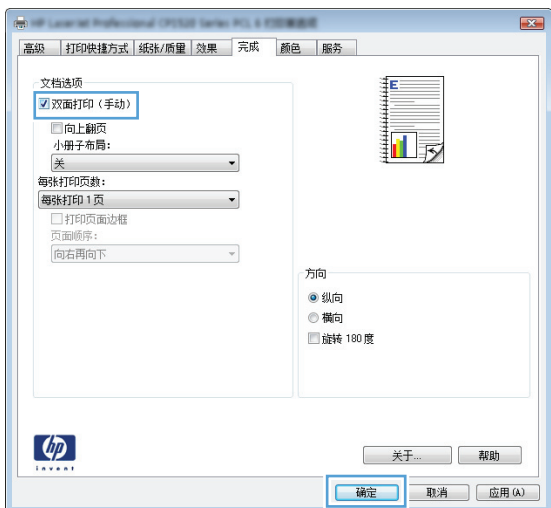 高级 打印快捷方式 纸张/质量 效果 完成 颜色 服务
文档选项
双面打印（手动）
向上翻页
小册子布局:
关
每张打印页数:
每张打印 1 页
打印页面边框
页面顺序:
向右再向下
E
方向
纵向
横向
旋转 180 度
hp
invent
关于... 帮助
确定 取消 应用 (A)